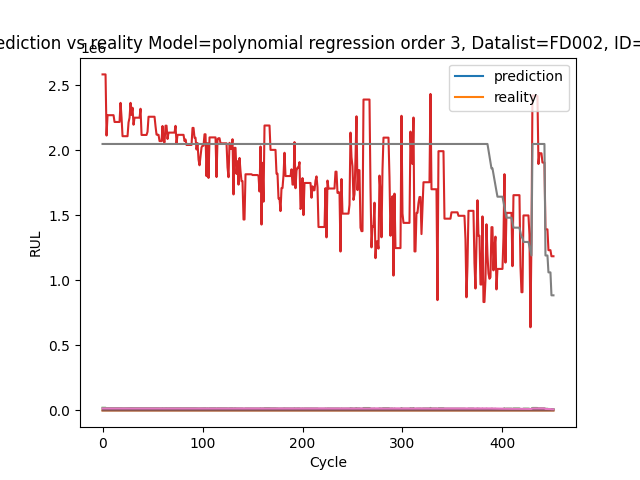 ediction vs reality Model=polynomial regression order 3, Datalist=FD002, ID=
1e6
2.5
2.0
1.5
1.0
0.5
0.0
RUL
prediction
reality
0 100 200 300 400
Cycle